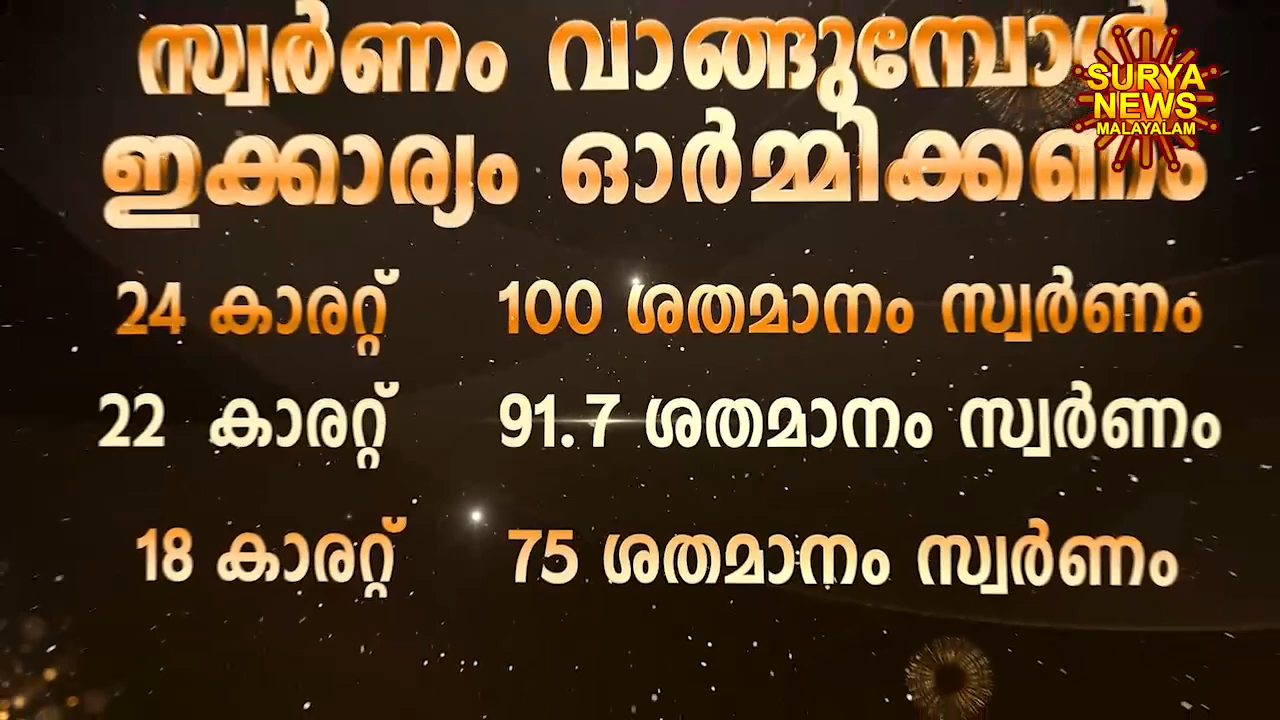 സ്വർണം വാങ്ങുമ്പോൾ
ഇക്കാര്യം ഓർമ്മിക്കണം
SURYA
NEWS
MALAYALAM
24 കാരറ്റ് 100 ശതമാനം സ്വർണം
22 കാരറ്റ് 91.7 ശതമാനം സ്വർണം
18 കാരറ്റ് 75 ശതമാനം സ്വർണം